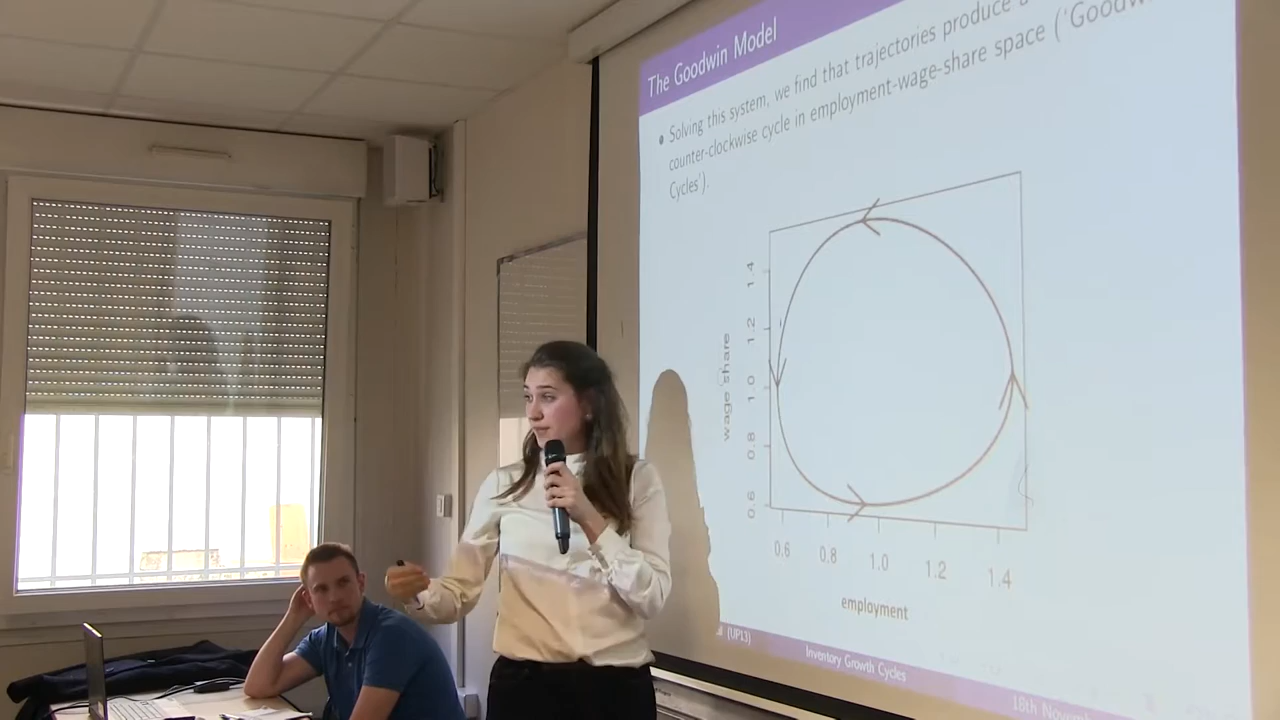 The Goodwin Model
Solving this system, we find that trajectories produce a
counter-clockwise cycle in employment-wage-share space ('Goodwin
Cycles').
wage share
1.4
1.2
1.0
0.8
0.6
0.6 0.8 1.0 1.2 1.4
employment
(UP13)
Inventory Growth Cycles
16th